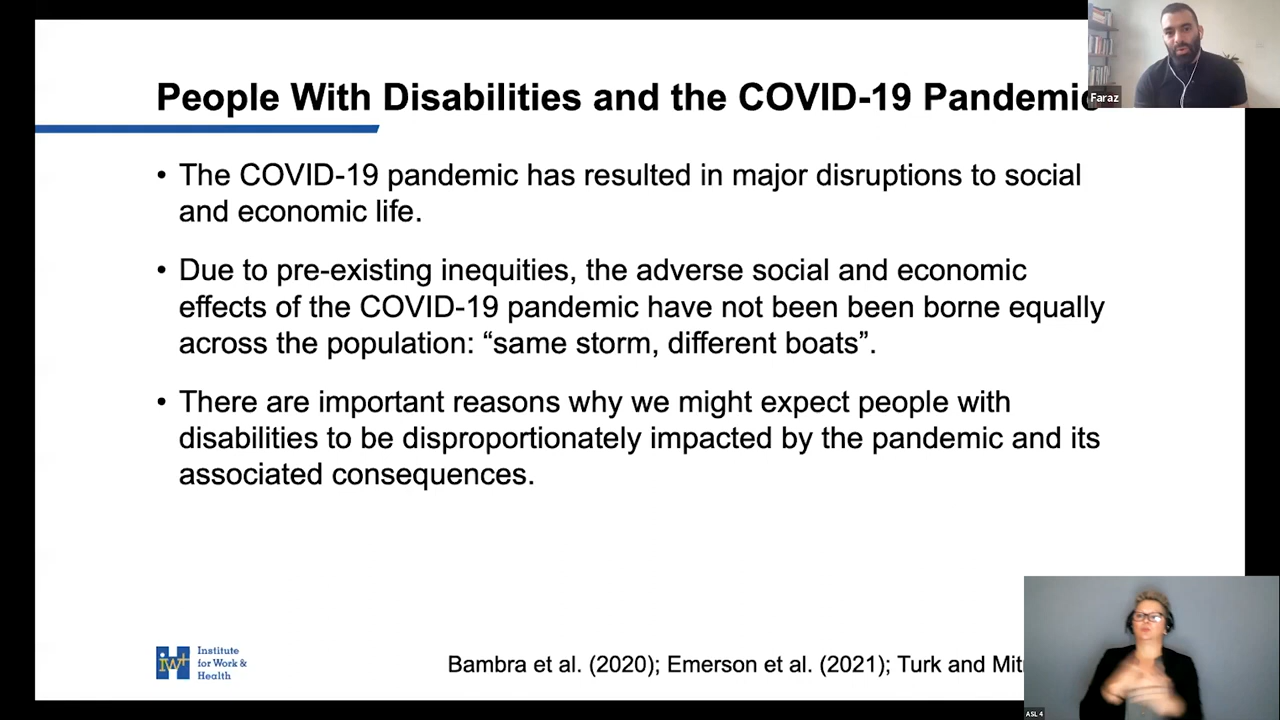 People With Disabilities and the COVID-19 Pandemic
Faraz
• The COVID-19 pandemic has resulted in major disruptions to social
and economic life.
• Due to pre-existing inequities, the adverse social and economic
effects of the COVID-19 pandemic have not been been borne equally
across the population: “same storm, different boats”.
• There are important reasons why we might expect people with
disabilities to be disproportionately impacted by the pandemic and its
associated consequences.
iw+
Institute
for Work &
Health
Bambra et al. (2020); Emerson et al. (2021); Turk and
ASL 4